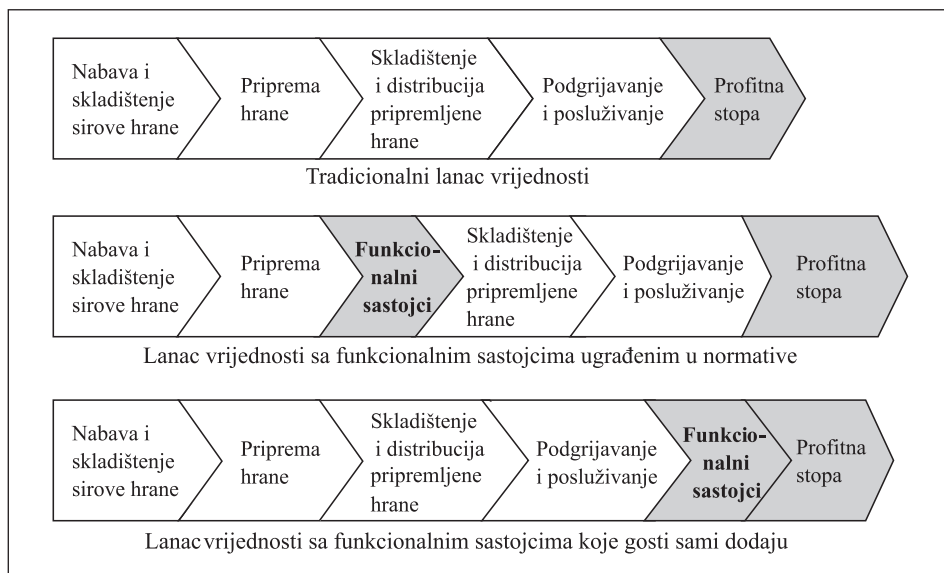 Nabava i
skladištenje
sirove hrane
Priprema
hrane
Skladištenje
i distribucija
pripremljene
hrane
Podgrijavanje
i posluživanje
Profitna
stopa
Tradicionalni lanac vrijednosti
Nabava i
skladištenje
sirove hrane
Priprema
hrane
Funkcio-
nalni
sastojci
Skladištenje
i distribucija
pripremljene
hrane
Podgrijavanje
i posluživanje
Profitna
stopa
Lanac vrijednosti sa funkcionalnim sastojcima ugrađenim u normative
Nabava i
skladištenje
sirove hrane
Priprema
hrane
Skladištenje
i distribucija
pripremljene
hrane
Podgrijavanje
i posluživanje
Funkcio-
nalni
sastojci
Profitna
stopa
Lanac vrijednosti sa funkcionalnim sastojcima koje gosti sami dodaju